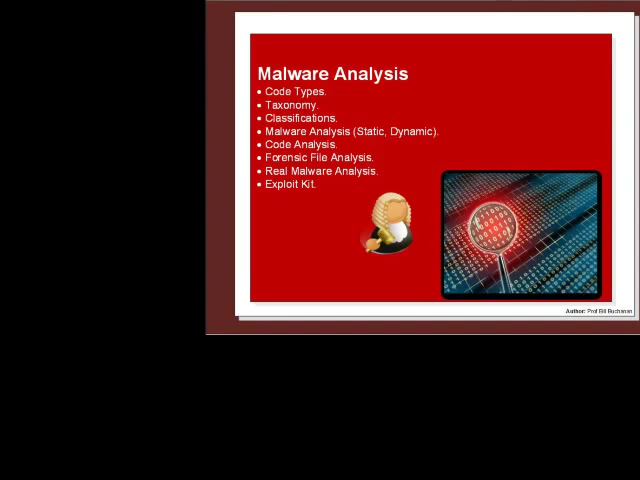 Malware Analysis
• Code Types.
• Taxonomy.
• Classifications.
• Malware Analysis (Static, Dynamic).
• Code Analysis.
• Forensic File Analysis.
• Real Malware Analysis.
• Exploit Kit.
Author: Prof Bill Buchanan